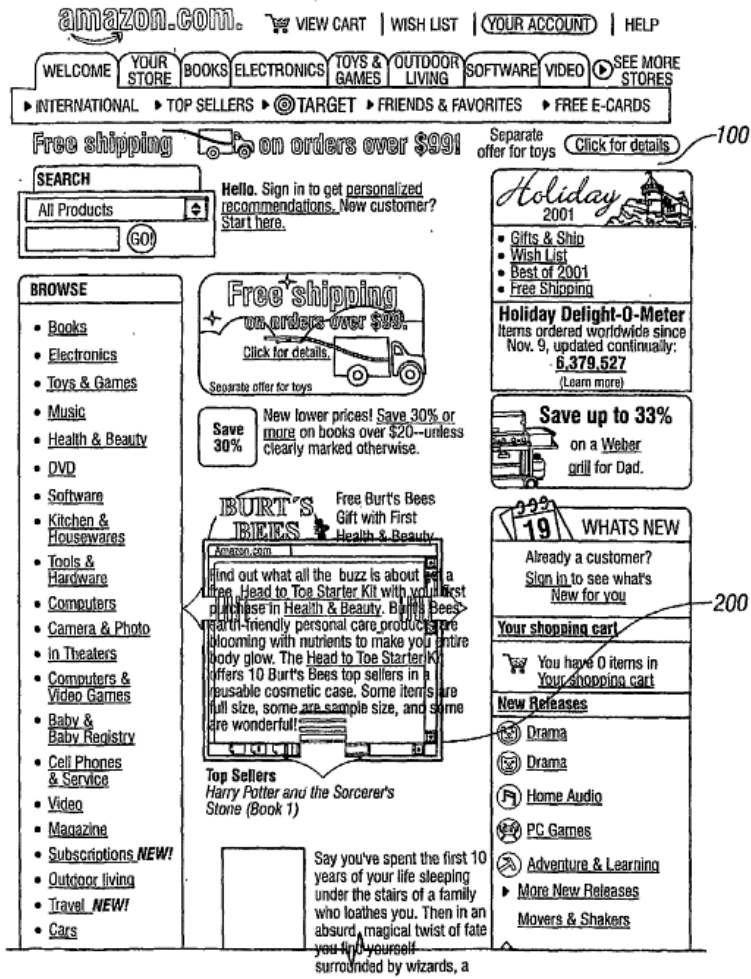 amazon.com.
VIEW CART | WISH LIST | YOUR ACCOUNT | HELP
WELCOME
YOUR STORE
BOOKS
ELECTRONICS
TOYS & GAMES
OUTDOOR LIVING
SOFTWARE
VIDEO
SEE MORE STORES
INTERNATIONAL
TOP SELLERS
TARGET
FRIENDS & FAVORITES
FREE E-CARDS
Free shipping on orders over $99!
Separate
offer for toys
Click for details
100
SEARCH
All Products
GO!
Hello. Sign in to get personalized
recommendations. New customer?
Start here.
BROWSE
• Books
• Electronics
• Toys & Games
• Music
• Health & Beauty
• DVD
• Software
• Kitchen &
Housewares
• Tools &
Hardware
• Computers
• Camera & Photo
• In Theaters
• Computers &
Video Games
• Baby &
Baby Registry
• Cell Phones
& Service
• Video
• Magazine
• Subscriptions NEW!
• Outdoor living
• Travel NEW!
• Cars
Free shipping
on orders over $99.
Click for details.
Separate offer for toys
Save
30%
New lower prices! Save 30% or
more on books over $20--unless
clearly marked otherwise.
BURT'S
BEES
Free Burt's Bees
Gift with First
Health & Beauty
Amazon.com
Find out what all the buzz is about get a
free Head to Toe Starter Kit with your first
purchase in Health & Beauty. Burt's Bees
earth-friendly personal care products are
blooming with nutrients to make you entire
body glow. The Head to Toe Starter Kit
offers 10 Burt's Bees top sellers in a
reusable cosmetic case. Some items are
full size, some are sample size, and some
are wonderful!
200
Top Sellers
Harry Potter and the Sorcerer's
Stone (Book 1)
Say you've spent the first 10
years of your life sleeping
under the stairs of a family
who loathes you. Then in an
absurd, magical twist of fate
you find yourself
surrounded by wizards, a
Holiday
2001
• Gifts & Ship
• Wish List
• Best of 2001
• Free Shipping
Holiday Delight-O-Meter
Items ordered worldwide since
Nov. 9, updated continually:
6,379,527
(Learn more)
Save up to 33%
on a Weber
grill for Dad.
19
WHATS NEW
Already a customer?
Sign in to see what's
New for you
Your shopping cart
You have 0 items in
Your shopping cart
New Releases
Drama
Drama
Home Audio
PC Games
Adventure & Learning
More New Releases
Movers & Shakers